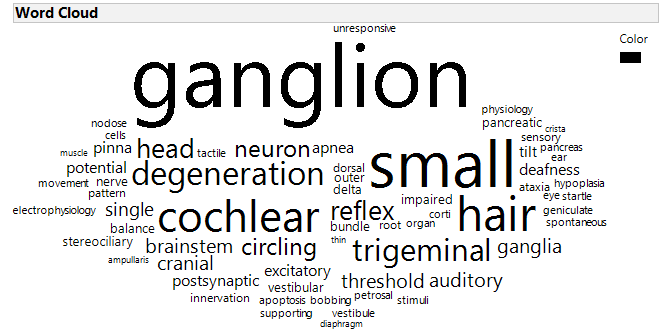 Word Cloud
unresponsive
Color
ganglion
physiology
nodose
pancreatic
crista
cells
sensory
pinna
head
neuron
apnea
tilt
pancreas
muscle
tactile
small
ear
potential
degeneration
dorsal
deafness
movement
nerve
outer
ataxia
hypoplasia
pattern
delta
eye
startle
electrophysiology
single
cochlear
reflex
impaired
hair
geniculate
corti
balance
bundle
root
organ
spontaneous
stereociliary
brainstem
circling
thin
trigeminal
ganglia
ampullaris
cranial
postsynaptic
excitatory
threshold
auditory
vestibular
innervation
apoptosis
bobbing
petrosal
stimuli
supporting
vestibule
diaphragm